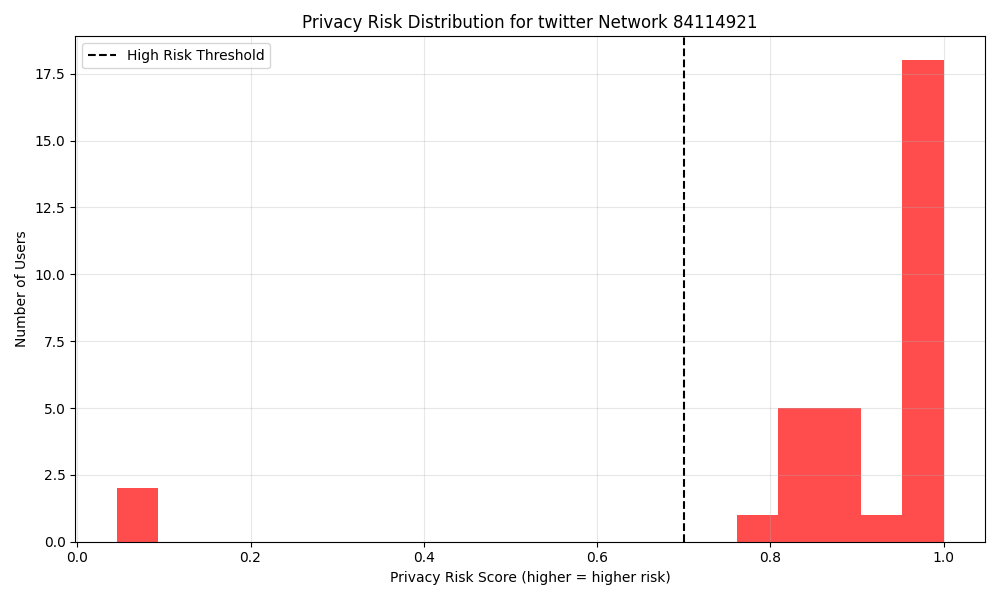 Privacy Risk Distribution for twitter Network 84114921
High Risk Threshold
17.5
15.0
12.5
10.0
7.5
5.0
2.5
0.0
Number of Users
0.0 0.2 0.4 0.6 0.8 1.0
Privacy Risk Score (higher = higher risk)